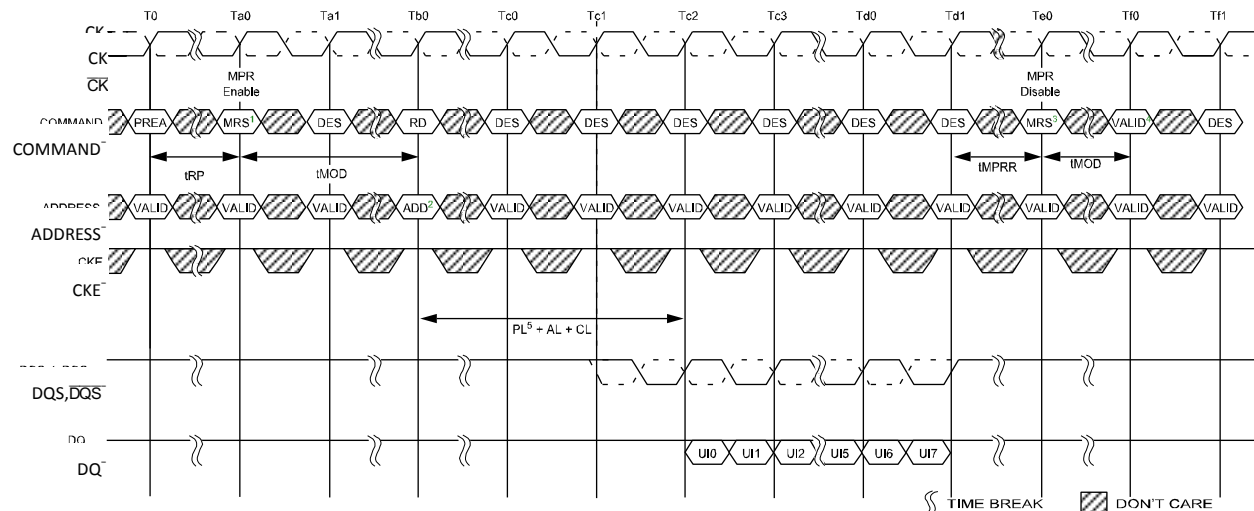 T0 Ta0 Ta1 Tb0 Tc0 Tc1 Tc2 Tc3 Td0 Td1 Te0 Tf0 Tf1
CK
CK
MPR Enable MPR Disable
COMMAND PREA MRS1 DES RD DES DES DES DES DES DES MRS3 VALID4 DES
tRP tMOD tMPRR tMOD
ADDRESS VALID VALID VALID ADD2 VALID VALID VALID VALID VALID VALID VALID VALID VALID
CKE
PL5 + AL + CL
DQS,DQS
DQ UI0 UI1 UI2 UI5 UI6 UI7
TIME BREAK DON'T CARE